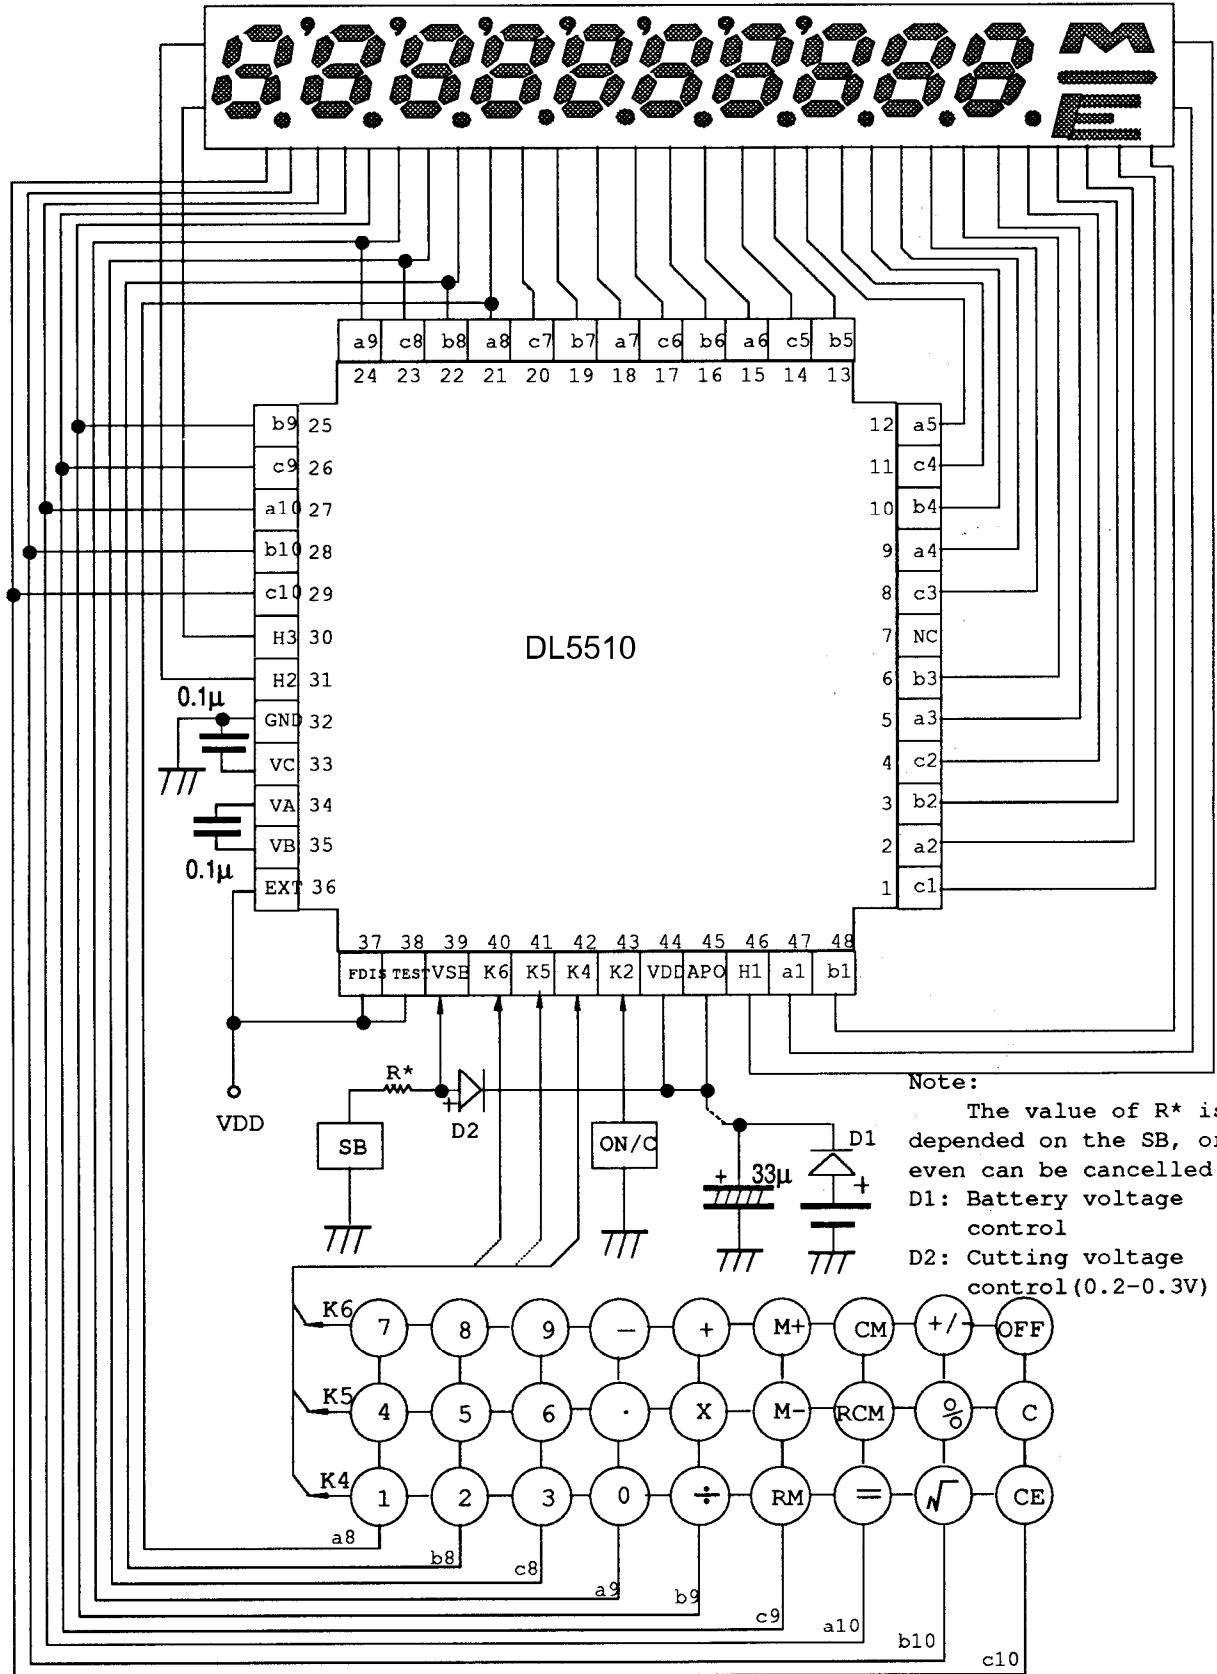 M
E
a9 c8 b8 a8 c7 b7 a7 c6 b6 a6 c5 b5
24 23 22 21 20 19 18 17 16 15 14 13
b9 25
c9 26
a10 27
b10 28
c10 29
H3 30
H2 31
GND 32
VC 33
VA 34
VB 35
EXT 36
0.1µ
0.1µ
DL5510
12 a5
11 c4
10 b4
9 a4
8 c3
7 NC
6 b3
5 a3
4 c2
3 b2
2 a2
1 c1
37 38 39 40 41 42 43 44 45 46 47 48
FDIS TEST VSB K6 K5 K4 K2 VDD APO H1 a1 b1
VDD
R*
D2
+
SB
ON/C
+
33µ
D1
+
Note:
The value of R* is
depended on the SB, or
even can be cancelled
D1: Battery voltage
control
D2: Cutting voltage
control(0.2-0.3V)
K6 7 8 9 − + M+ CM +/- OFF
K5 4 5 6 . X M- RCM % C
K4 1 2 3 0 ÷ RM = √ CE
a8
b8
c8
a9
b9
c9
a10
b10
c10